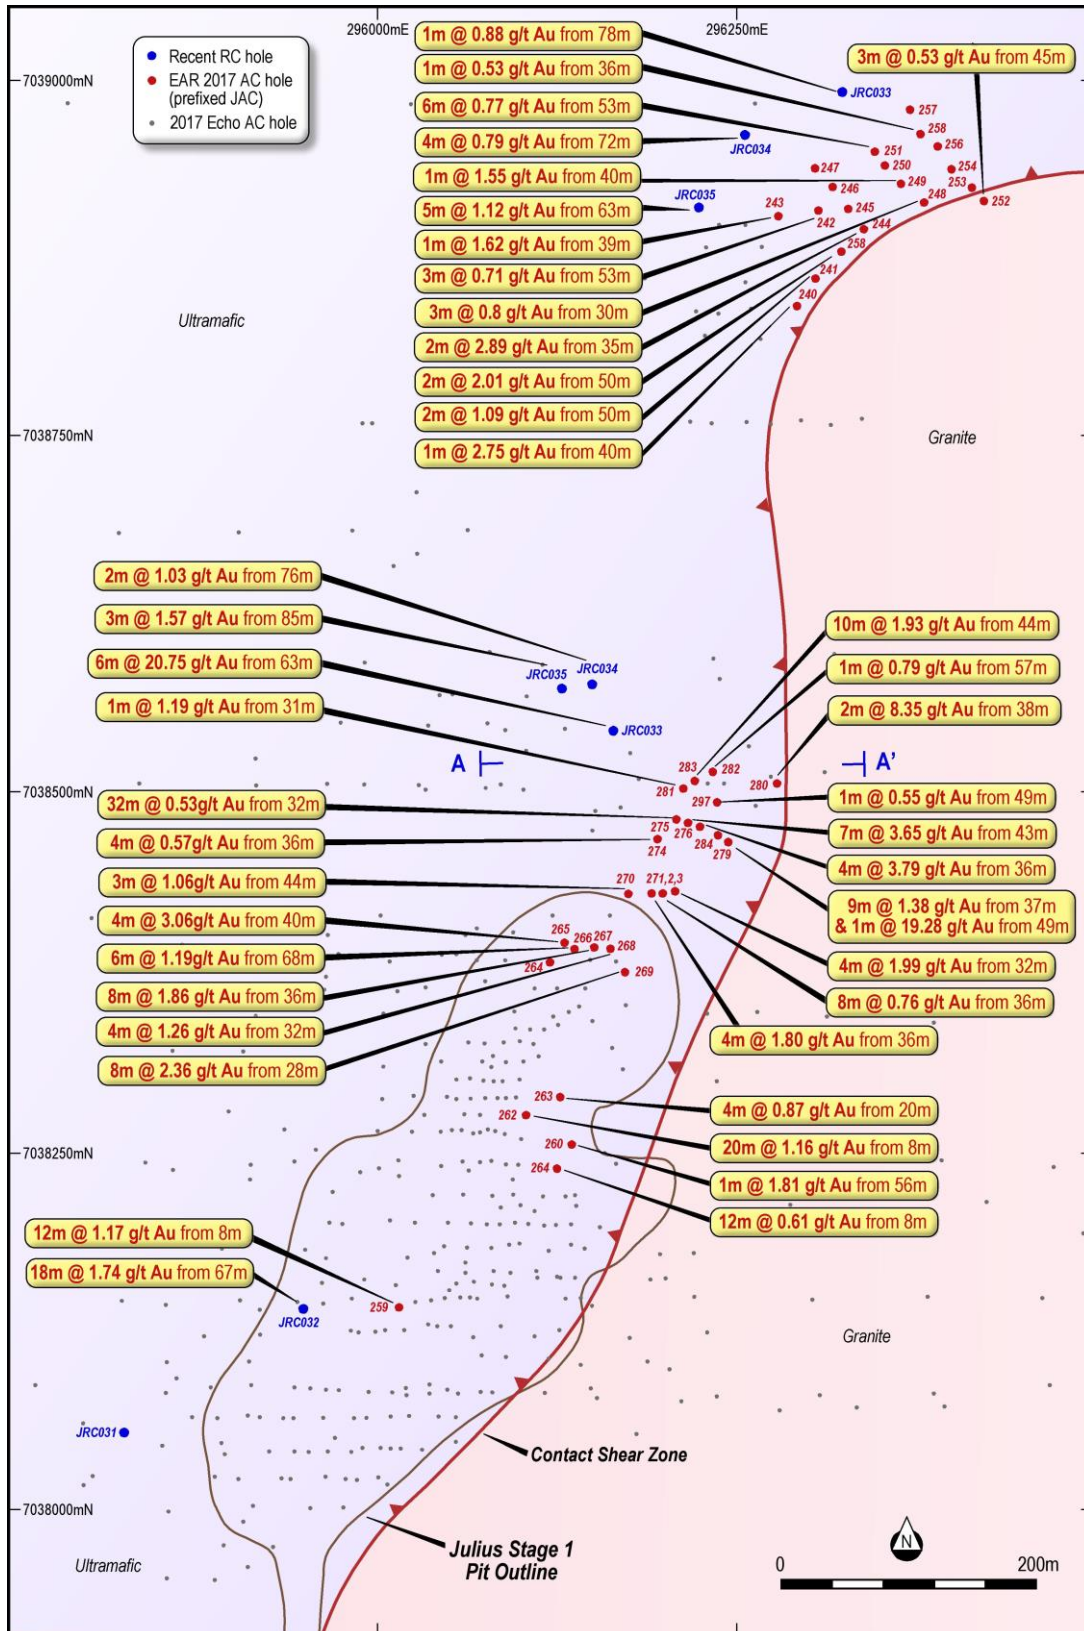 296000mE
296250mE
Recent RC hole
EAR 2017 AC hole
(prefixed JAC)
2017 Echo AC hole
7039000mN
7038750mN
7038500mN
7038250mN
7038000mN
1m @ 0.88 g/t Au from 78m
1m @ 0.53 g/t Au from 36m
6m @ 0.77 g/t Au from 53m
4m @ 0.79 g/t Au from 72m
1m @ 1.55 g/t Au from 40m
5m @ 1.12 g/t Au from 63m
1m @ 1.62 g/t Au from 39m
3m @ 0.71 g/t Au from 53m
3m @ 0.8 g/t Au from 30m
2m @ 2.89 g/t Au from 35m
2m @ 2.01 g/t Au from 50m
2m @ 1.09 g/t Au from 50m
1m @ 2.75 g/t Au from 40m
3m @ 0.53 g/t Au from 45m
JRC033
JRC034
JRC035
257
258
256
251
250
254
247
249
253
246
248
252
243
242
245
244
258
241
240
Ultramafic
Granite
2m @ 1.03 g/t Au from 76m
3m @ 1.57 g/t Au from 85m
6m @ 20.75 g/t Au from 63m
1m @ 1.19 g/t Au from 31m
JRC034
JRC035
JRC033
10m @ 1.93 g/t Au from 44m
1m @ 0.79 g/t Au from 57m
2m @ 8.35 g/t Au from 38m
A
A'
283
282
281
280
297
32m @ 0.53g/t Au from 32m
4m @ 0.57g/t Au from 36m
3m @ 1.06g/t Au from 44m
4m @ 3.06g/t Au from 40m
6m @ 1.19g/t Au from 68m
8m @ 1.86 g/t Au from 36m
4m @ 1.26 g/t Au from 32m
8m @ 2.36 g/t Au from 28m
275
276
284
274
279
270
271,2,3
265
266
267
268
264
269
1m @ 0.55 g/t Au from 49m
7m @ 3.65 g/t Au from 43m
4m @ 3.79 g/t Au from 36m
9m @ 1.38 g/t Au from 37m
& 1m @ 19.28 g/t Au from 49m
4m @ 1.99 g/t Au from 32m
8m @ 0.76 g/t Au from 36m
4m @ 1.80 g/t Au from 36m
263
262
260
264
4m @ 0.87 g/t Au from 20m
20m @ 1.16 g/t Au from 8m
1m @ 1.81 g/t Au from 56m
12m @ 0.61 g/t Au from 8m
12m @ 1.17 g/t Au from 8m
18m @ 1.74 g/t Au from 67m
259
JRC032
Granite
JRC031
Contact Shear Zone
Julius Stage 1
Pit Outline
Ultramafic
N
0
200m